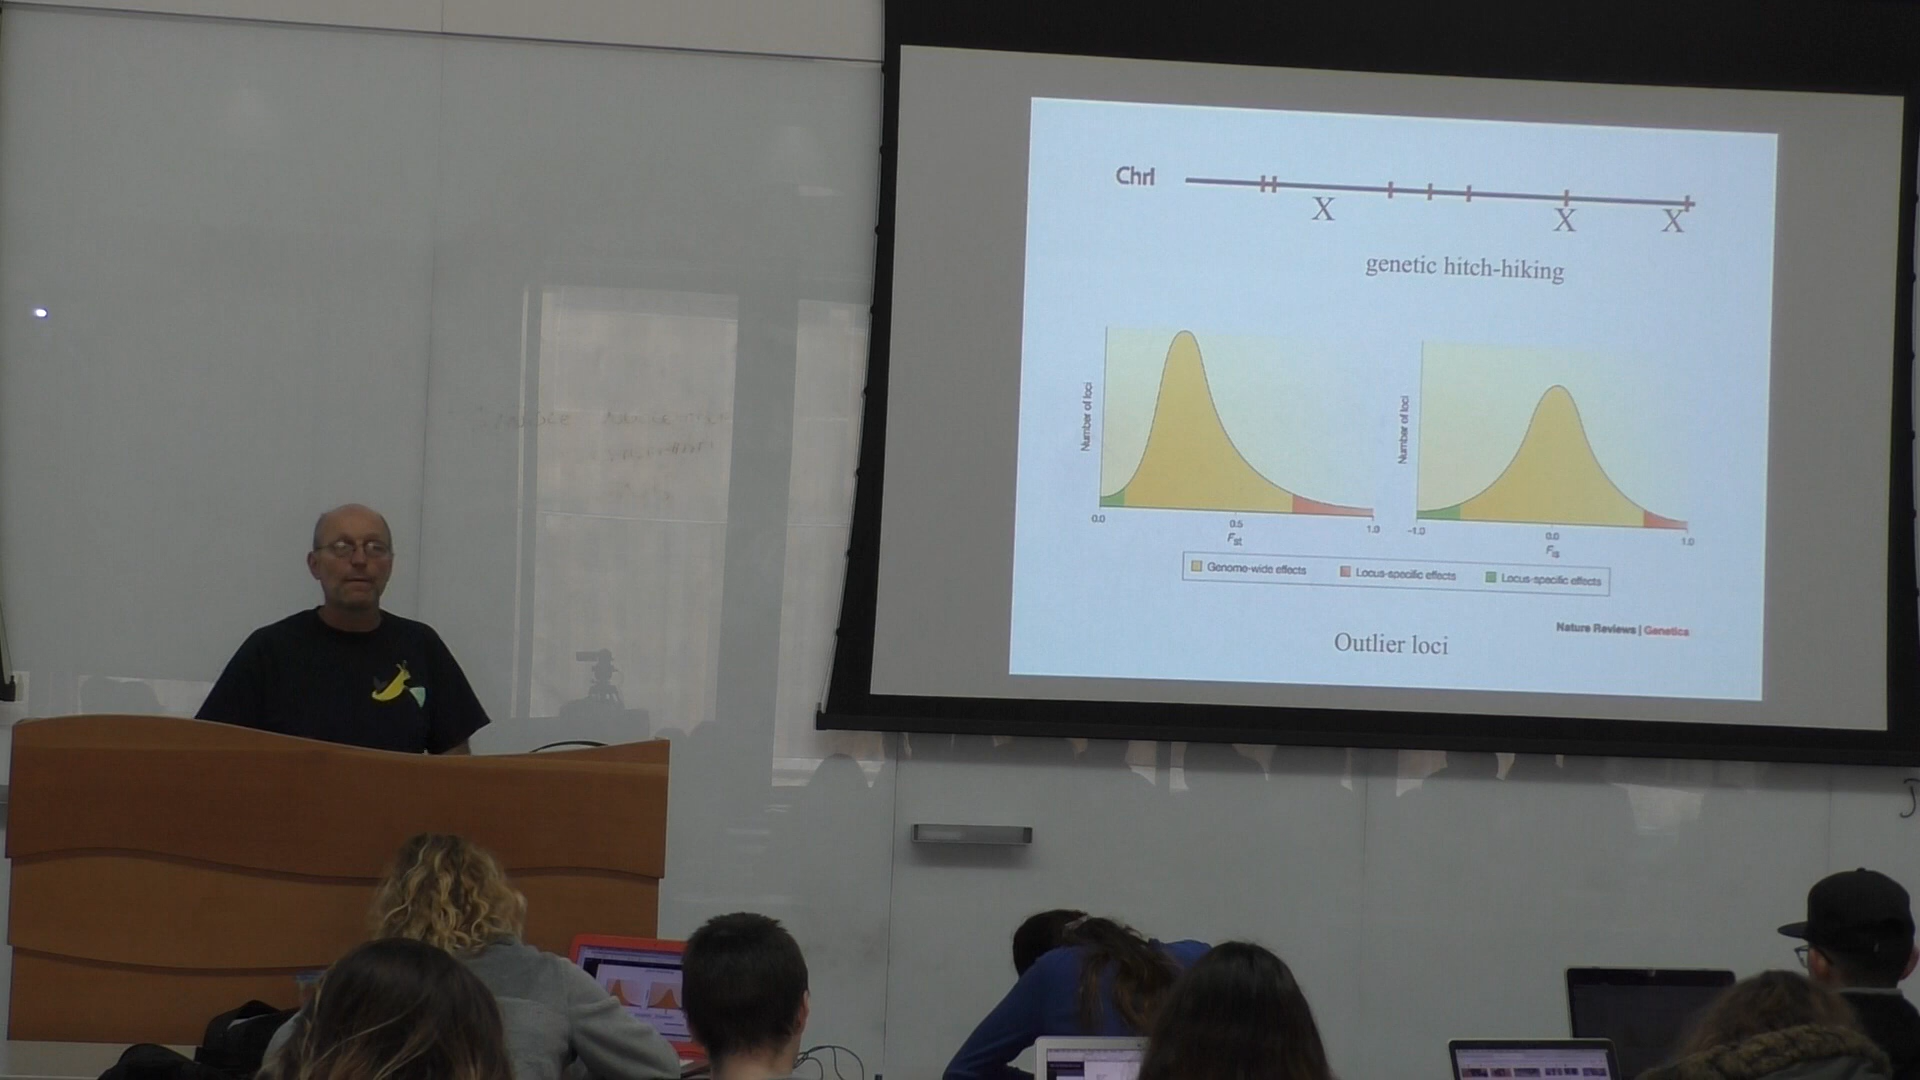 ChrI
X X X
genetic hitch-hiking
Number of loci
0.0 0.5 1.0
Fst
Number of loci
-1.0 0.0 1.0
Fis
Genome-wide effects Locus-specific effects Locus-specific effects
Nature Reviews | Genetics
Outlier loci